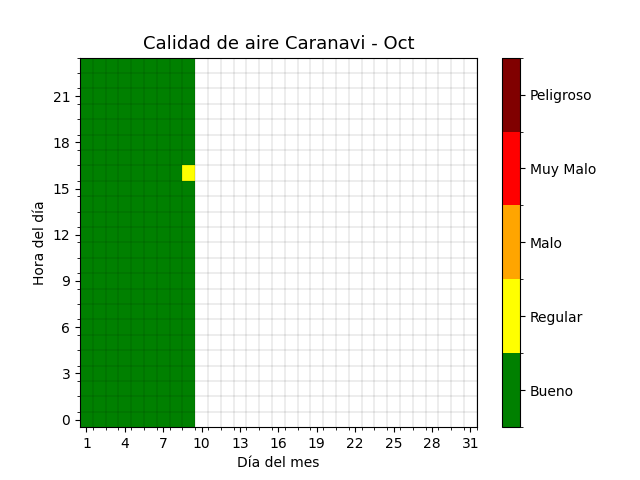 Calidad de aire Caranavi - Oct
Hora del día
21
18
15
12
9
6
3
0
1 4 7 10 13 16 19 22 25 28 31
Día del mes
Peligroso
Muy Malo
Malo
Regular
Bueno